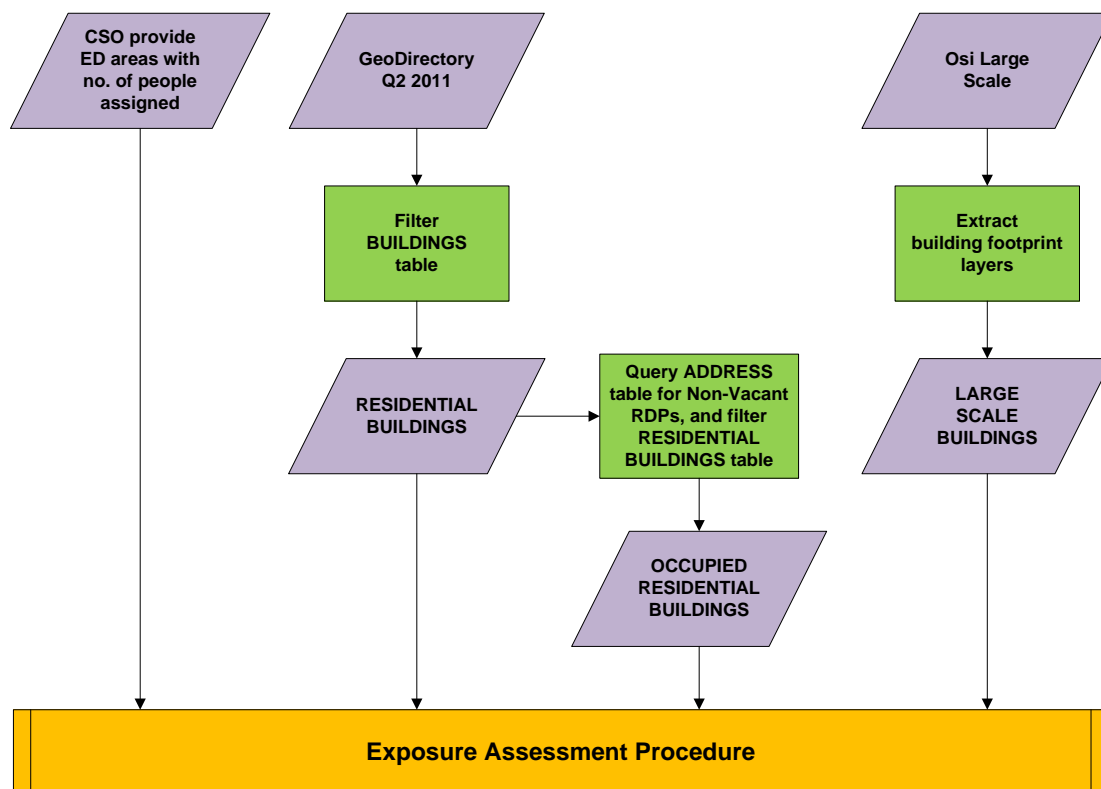 CSO provide
ED areas with
no. of people
assigned
GeoDirectory
Q2 2011
Osi Large
Scale
Filter
BUILDINGS
table
Extract
building footprint
layers
RESIDENTIAL
BUILDINGS
Query ADDRESS
table for Non-Vacant
RDPs, and filter
RESIDENTIAL
BUILDINGS table
LARGE
SCALE
BUILDINGS
OCCUPIED
RESIDENTIAL
BUILDINGS
Exposure Assessment Procedure